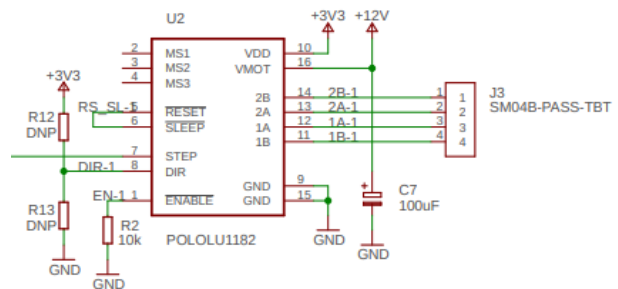 U2
+3V3 +12V
2 MS1 VDD 10
3 MS2 VMOT 16
4 MS3
+3V3
2B 14 2B-1 1 1 J3
R12 RS_SL-1 5 RESET 2A 13 2A-1 2 2 SM04B-PASS-TBT
DNP 6 SLEEP 1A 12 1A-1 3 3
1B 11 1B-1 4 4
7 STEP
DIR-1 8 DIR
GND 9
EN-1 1 ENABLE GND 15 + C7
R13 100uF
DNP R2
10k POLOLU1182 GND GND
GND GND